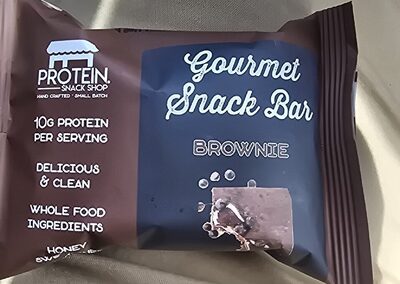 PROTEIN.
SNACK SHOP
HAND CRAFTED • SMALL BATCH
10G PROTEIN
PER SERVING
DELICIOUS
& CLEAN
WHOLE FOOD
INGREDIENTS
HONEY
Gourmet
Snack Bar
BROWNIE